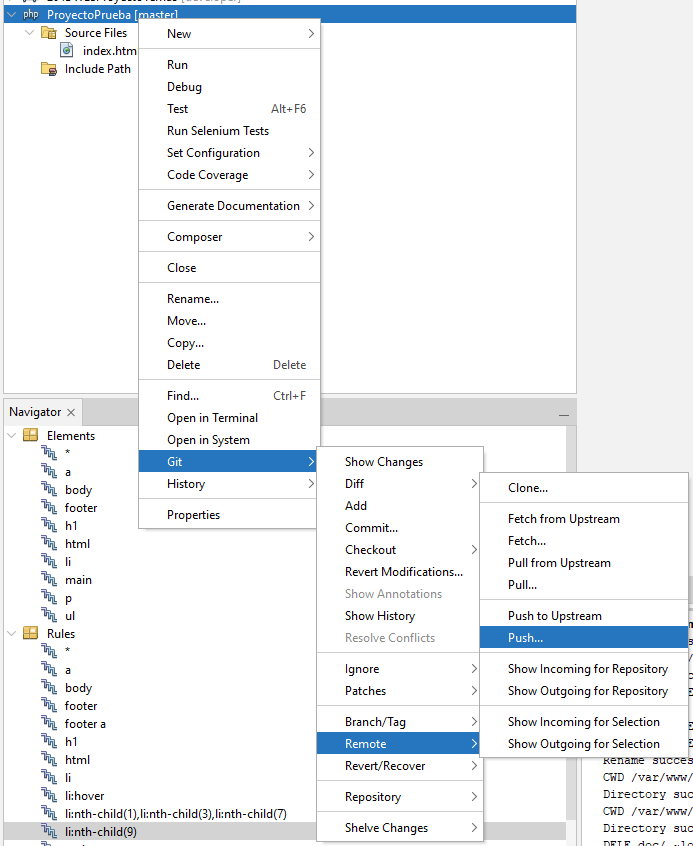 php ProyectoPrueba [master]
Source Files
index.htm
Include Path
New
Run
Debug
Test Alt+F6
Run Selenium Tests
Set Configuration
Code Coverage
Generate Documentation
Composer
Close
Rename...
Move...
Copy...
Delete Delete
Find... Ctrl+F
Open in Terminal
Open in System
Git
History
Properties
Show Changes
Diff
Add
Commit...
Checkout
Revert Modifications...
Show Annotations
Show History
Resolve Conflicts
Ignore
Patches
Branch/Tag
Remote
Revert/Recover
Repository
Shelve Changes
Clone...
Fetch from Upstream
Fetch...
Pull from Upstream
Pull...
Push to Upstream
Push...
Show Incoming for Repository
Show Outgoing for Repository
Show Incoming for Selection
Show Outgoing for Selection
Navigator
Elements
*
a
body
footer
h1
html
li
main
p
ul
Rules
*
a
body
footer
footer a
h1
html
li
li:hover
li:nth-child(1),li:nth-child(3),li:nth-child(7)
li:nth-child(9)
Rename succes
CWD /var/www/
Directory suc
CWD /var/www/
Directory suc